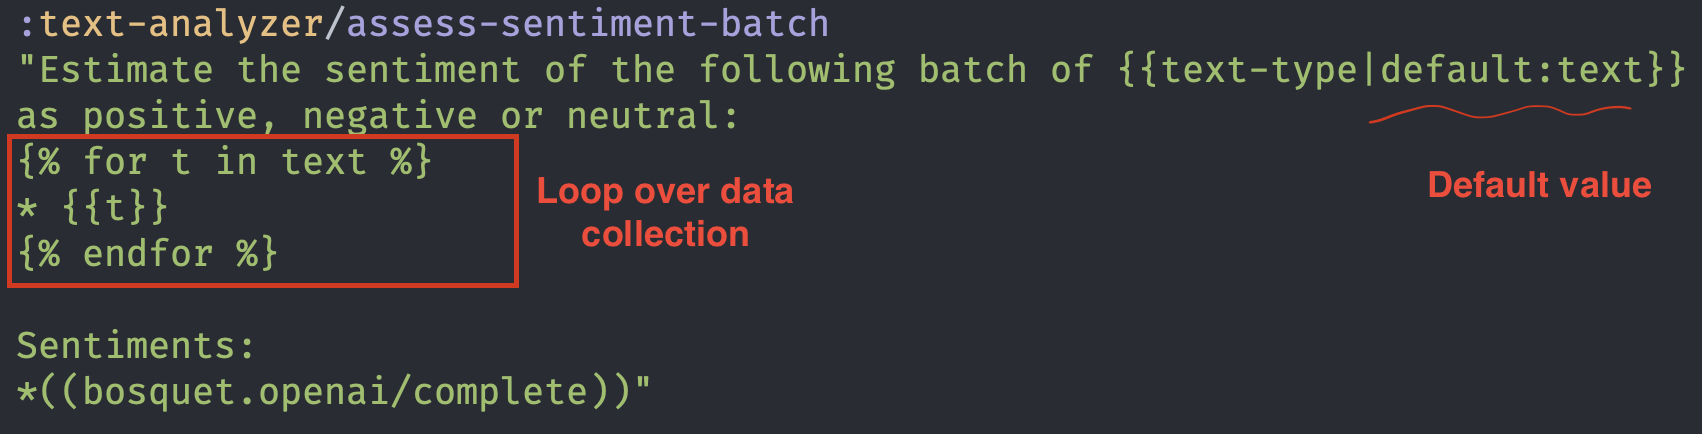 :text-analyzer/assess-sentiment-batch
"Estimate the sentiment of the following batch of {{text-type|default:text}}
as positive, negative or neutral:
{% for t in text %}
* {{t}}
{% endfor %}
Loop over data
collection
Default value
Sentiments:
*((bosquet.openai/complete))"